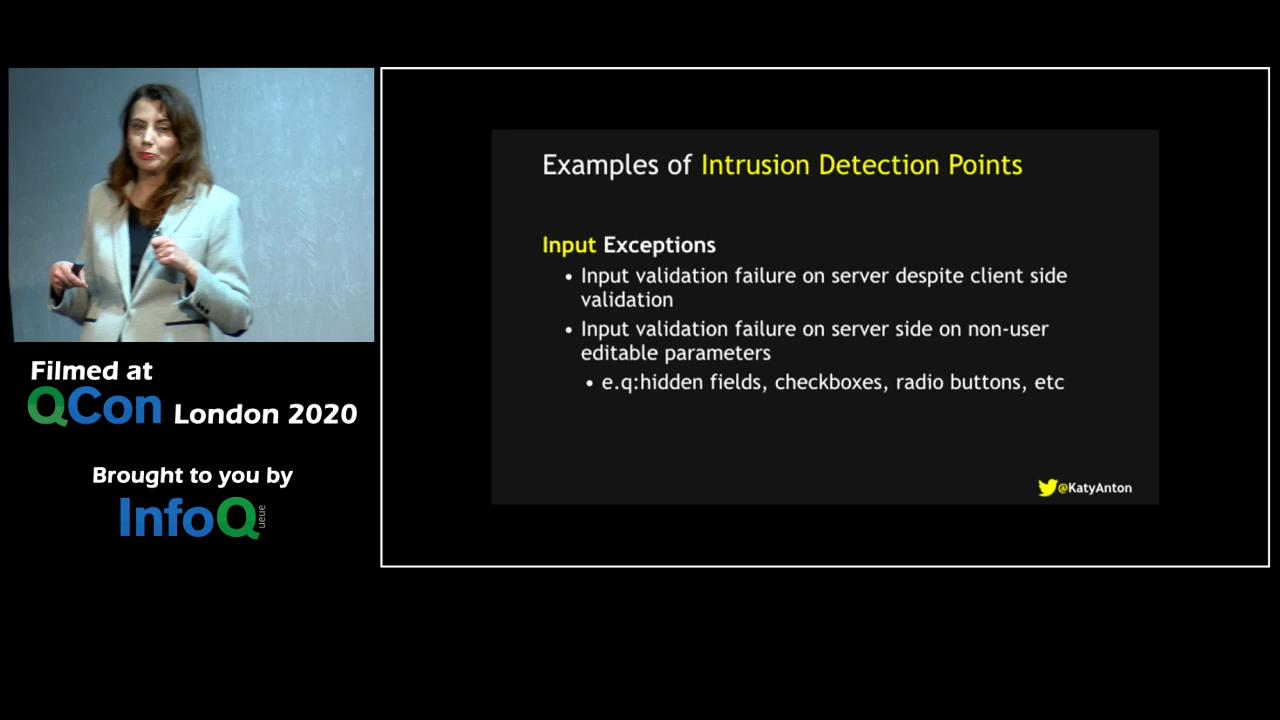 Examples of Intrusion Detection Points
Input Exceptions
• Input validation failure on server despite client side
validation
• Input validation failure on server side on non-user
editable parameters
• e.q:hidden fields, checkboxes, radio buttons, etc
@KatyAnton
Filmed at
QCon London 2020
Brought to you by
InfoQueue